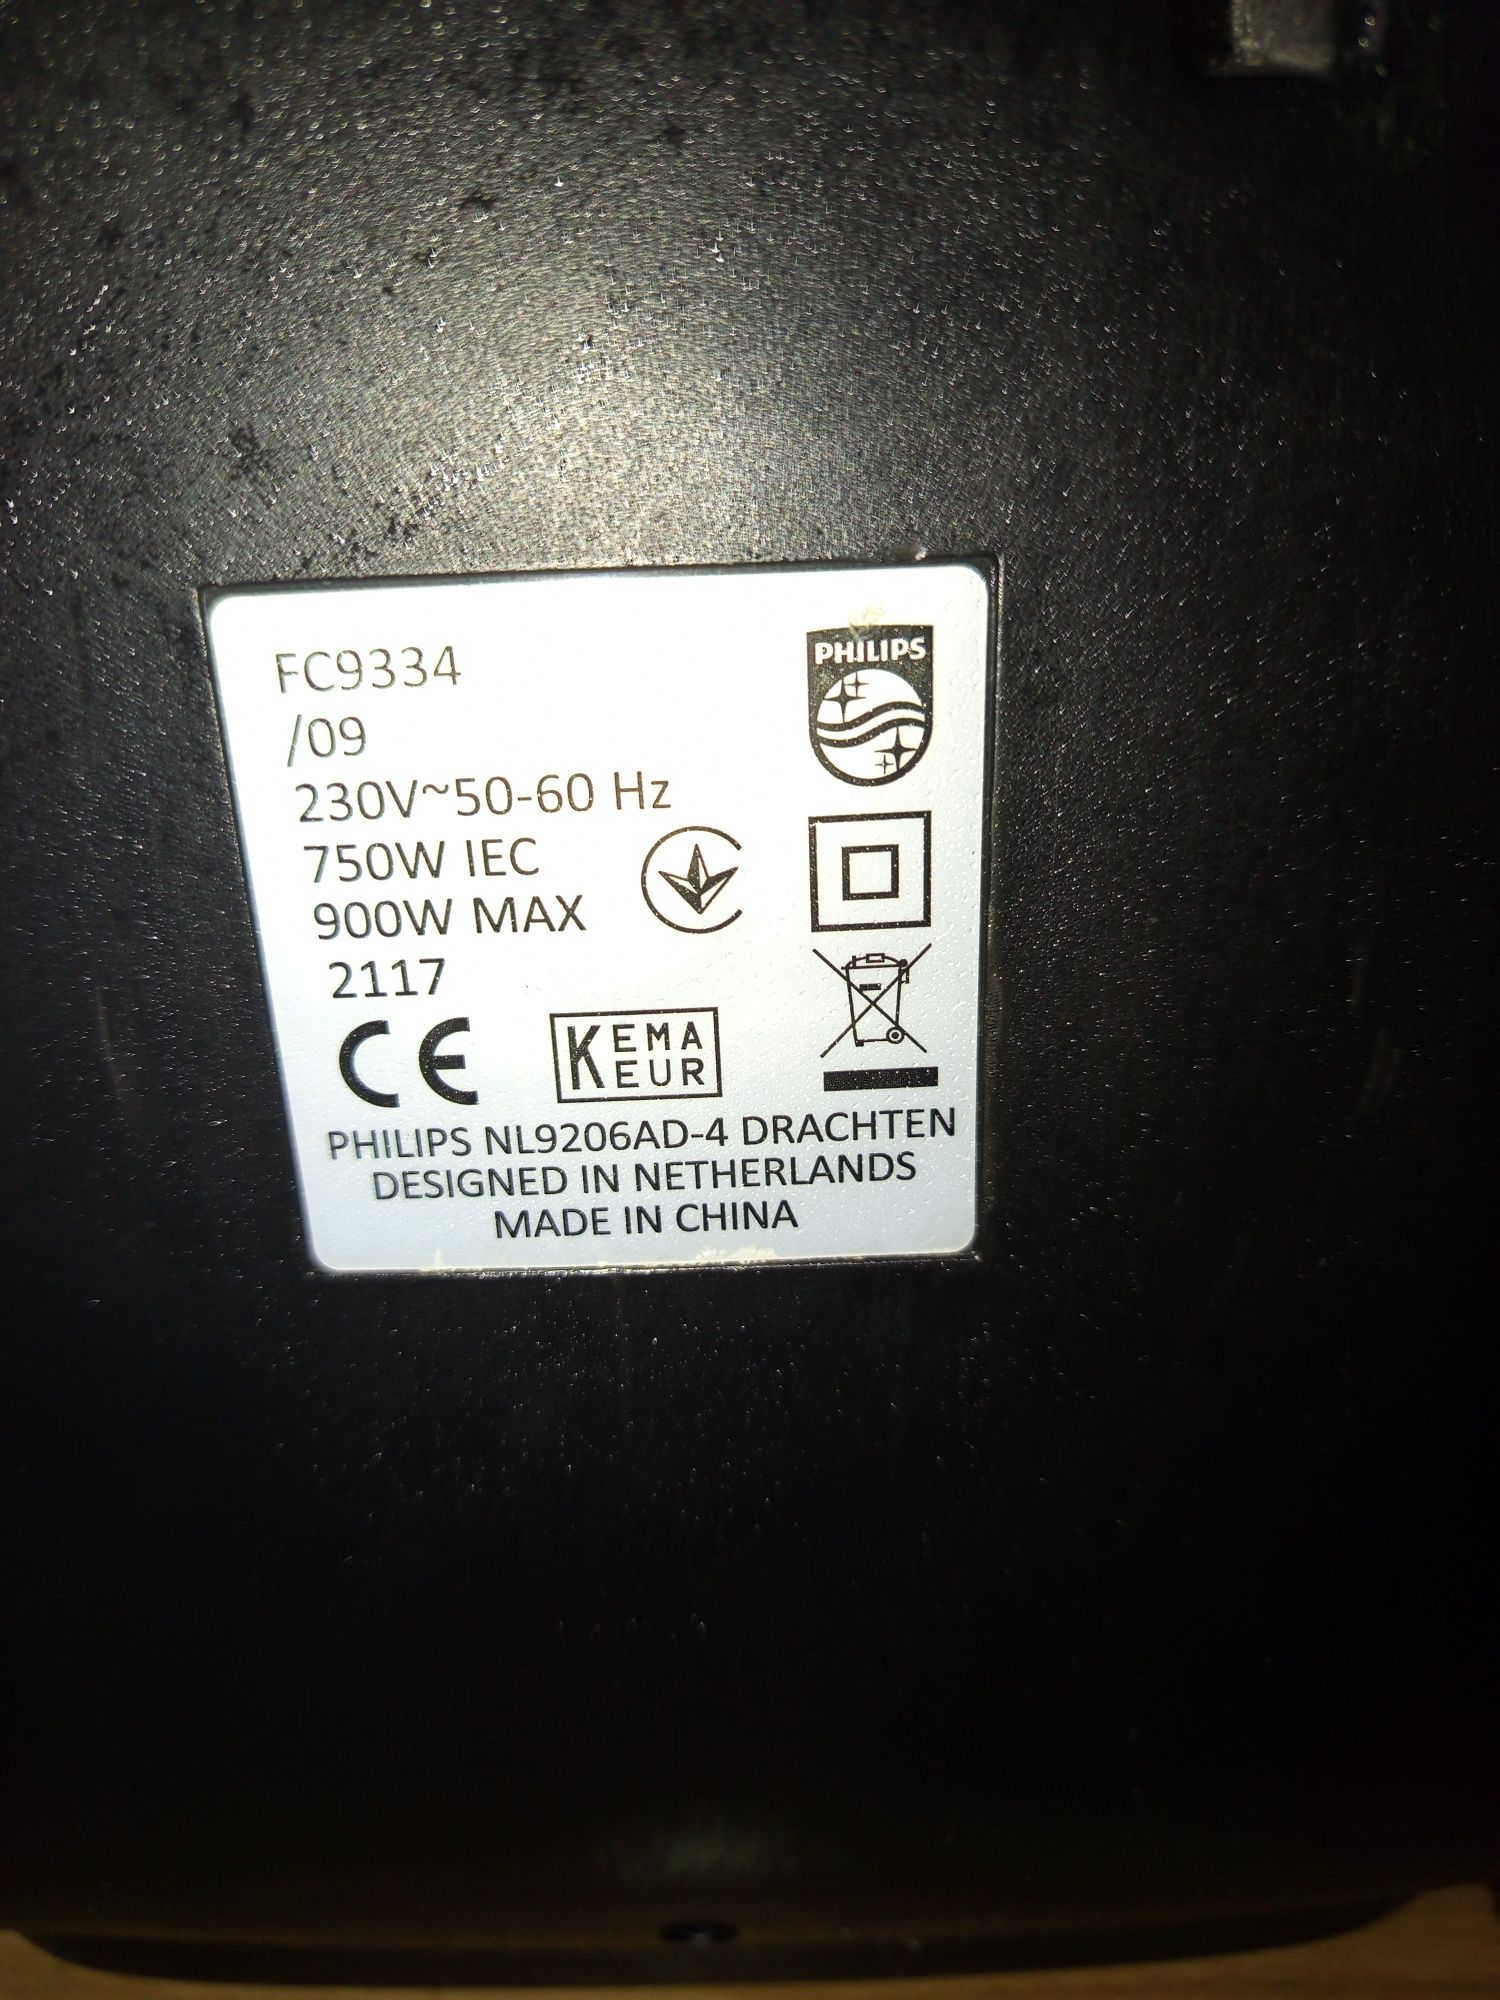 FC9334
PHILIPS
/09
230V~50-60 Hz
750W IEC
900W MAX
2117
CE
KEMA
KEUR
PHILIPS NL9206AD-4 DRACHTEN
DESIGNED IN NETHERLANDS
MADE IN CHINA